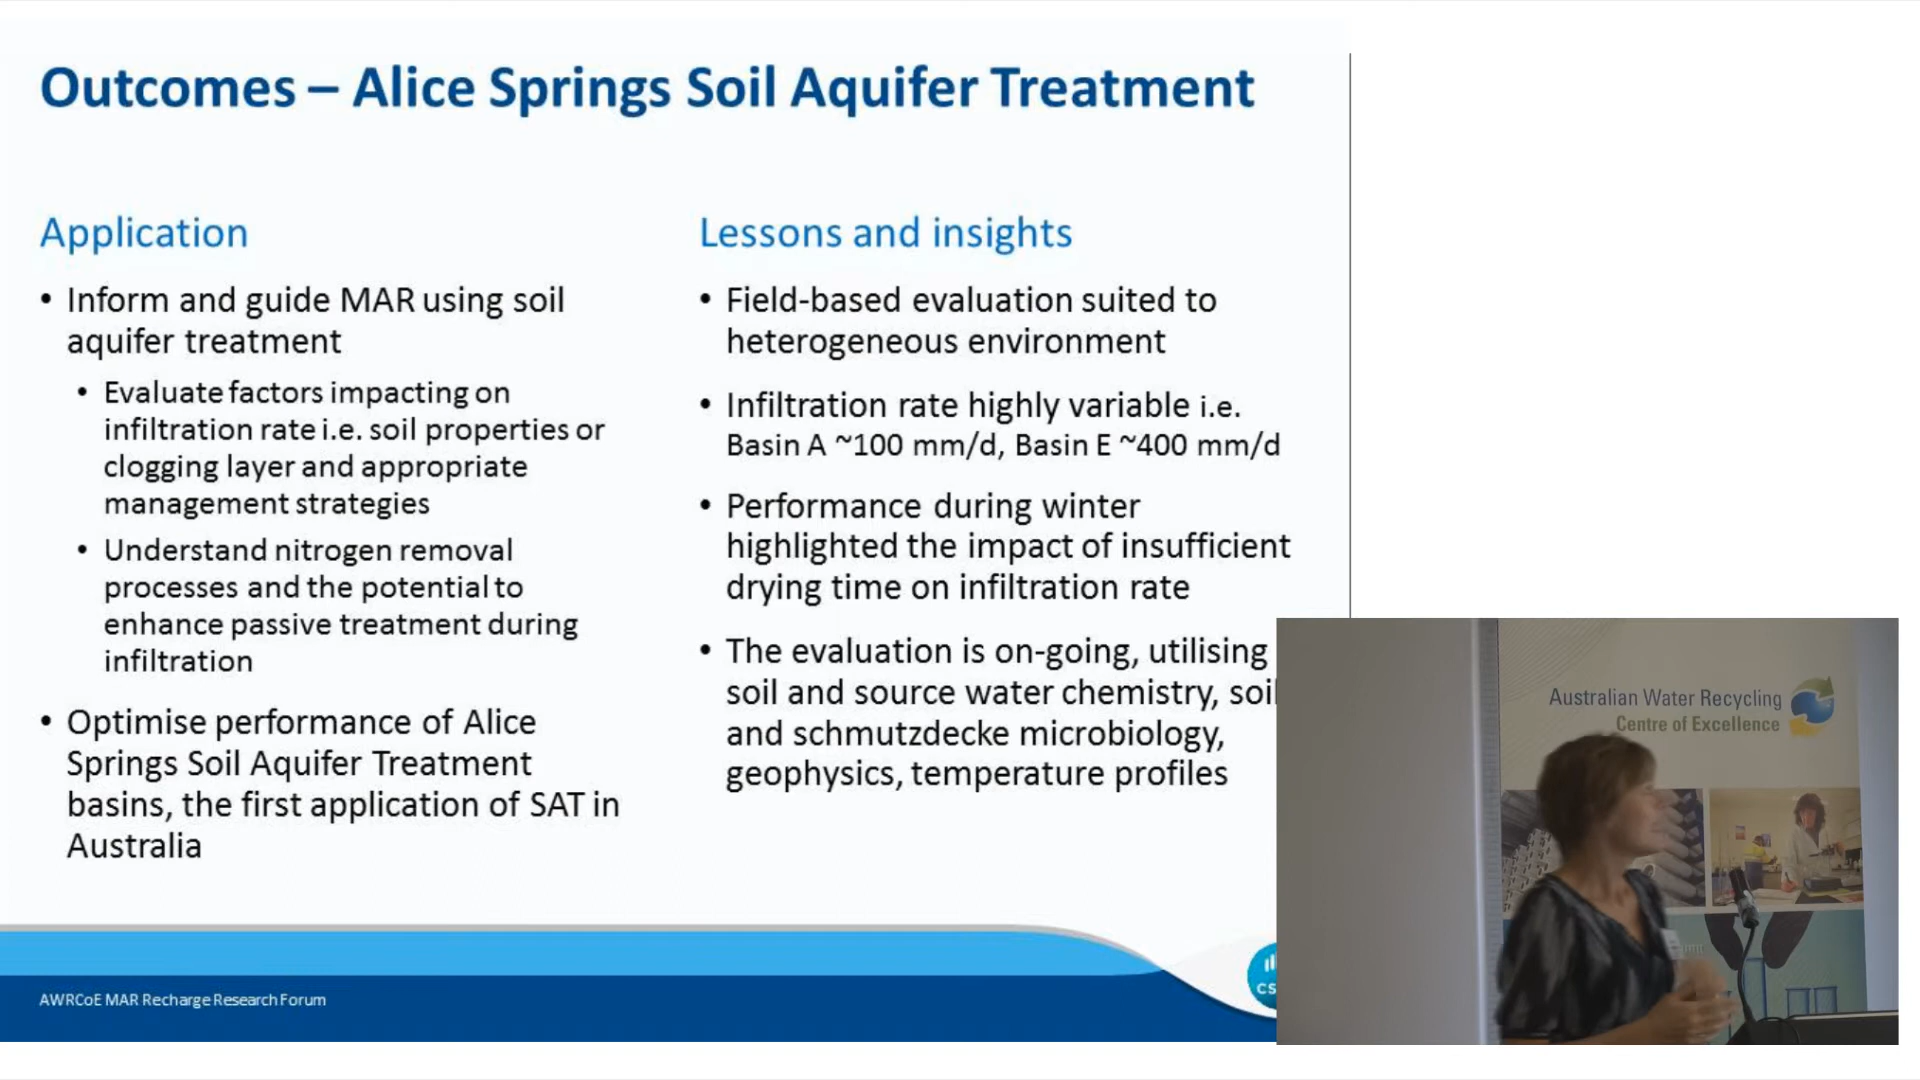 Outcomes – Alice Springs Soil Aquifer Treatment
Application
• Inform and guide MAR using soil
aquifer treatment
• Evaluate factors impacting on
infiltration rate i.e. soil properties or
clogging layer and appropriate
management strategies
• Understand nitrogen removal
processes and the potential to
enhance passive treatment during
infiltration
• Optimise performance of Alice
Springs Soil Aquifer Treatment
basins, the first application of SAT in
Australia
Lessons and insights
• Field-based evaluation suited to
heterogeneous environment
• Infiltration rate highly variable i.e.
Basin A ~100 mm/d, Basin E ~400 mm/d
• Performance during winter
highlighted the impact of insufficient
drying time on infiltration rate
• The evaluation is on-going, utilising
soil and source water chemistry, soil
and schmutzdecke microbiology,
geophysics, temperature profiles
AWRCoE MAR Recharge Research Forum
CS
Australian Water Recycling
Centre of Excellence